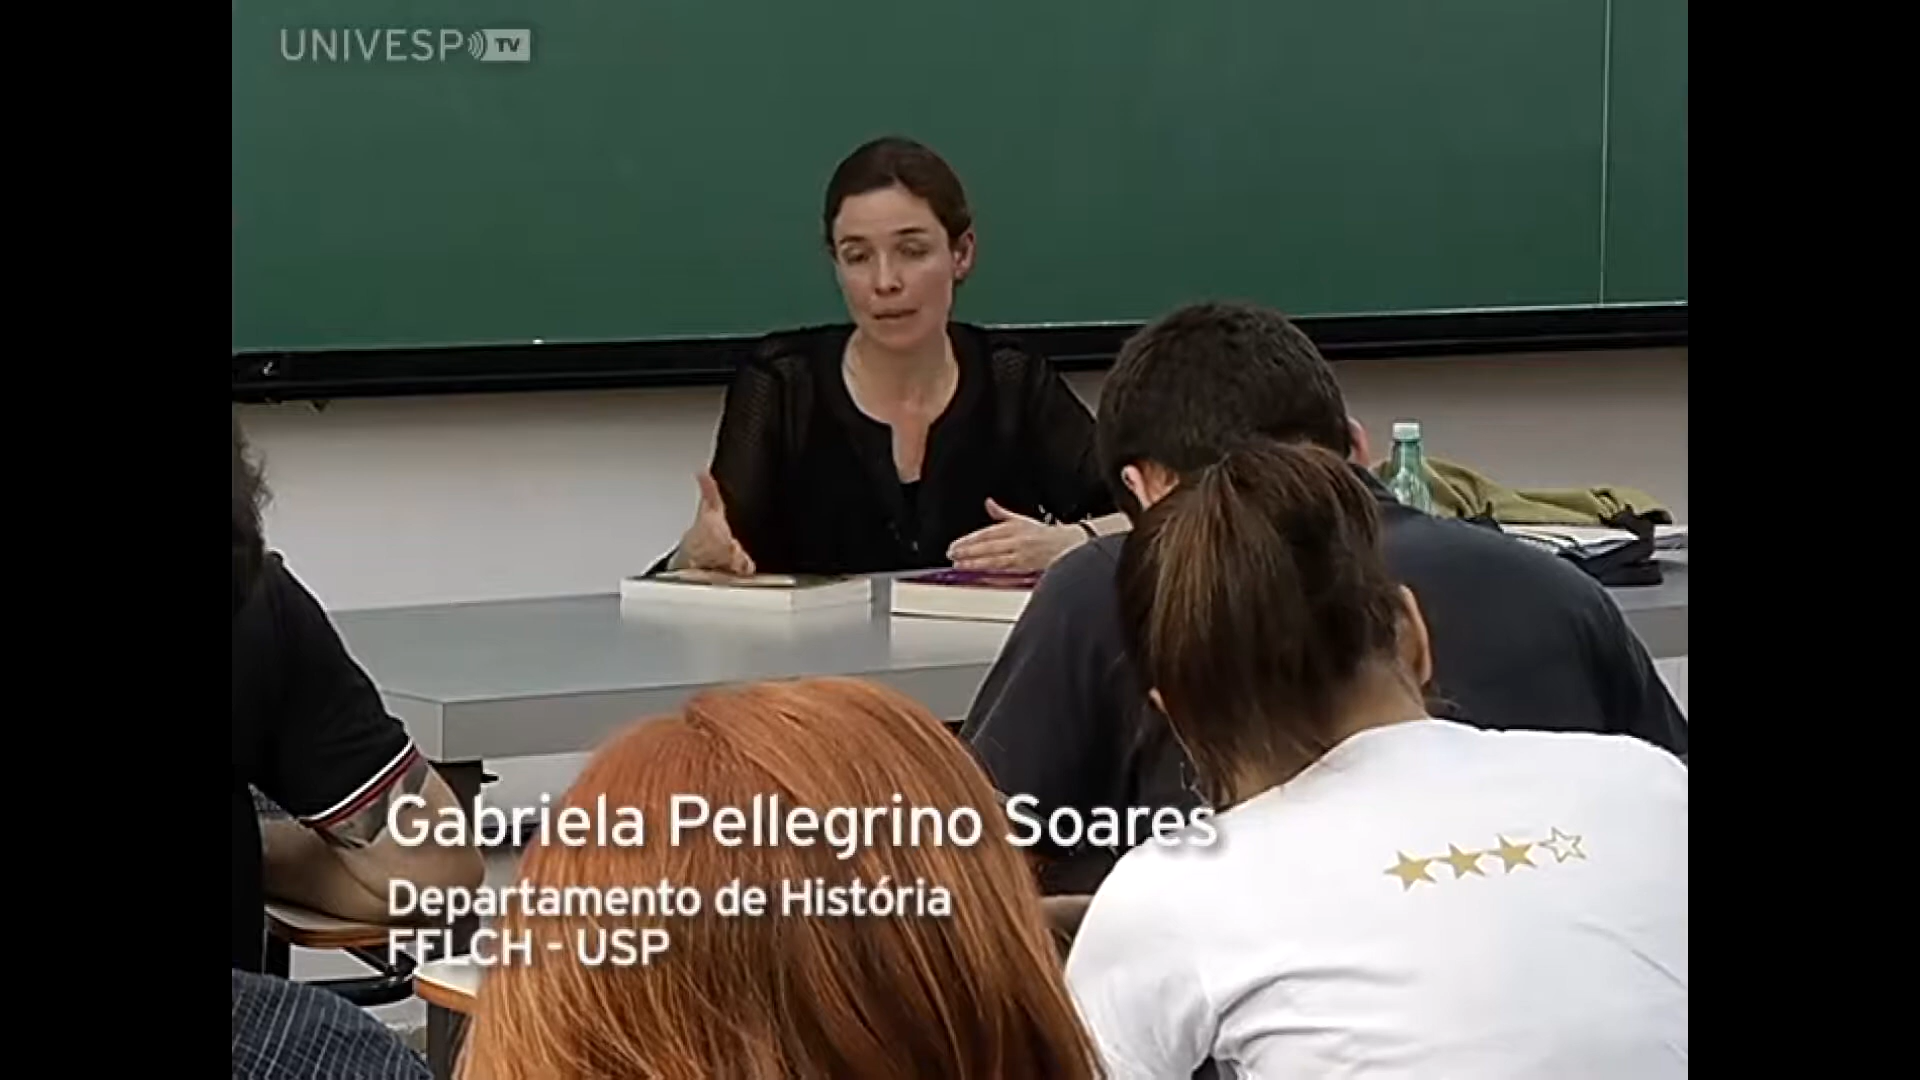 UNIVESP TV
Gabriela Pellegrino Soares
Departamento de História
FFLCH - USP